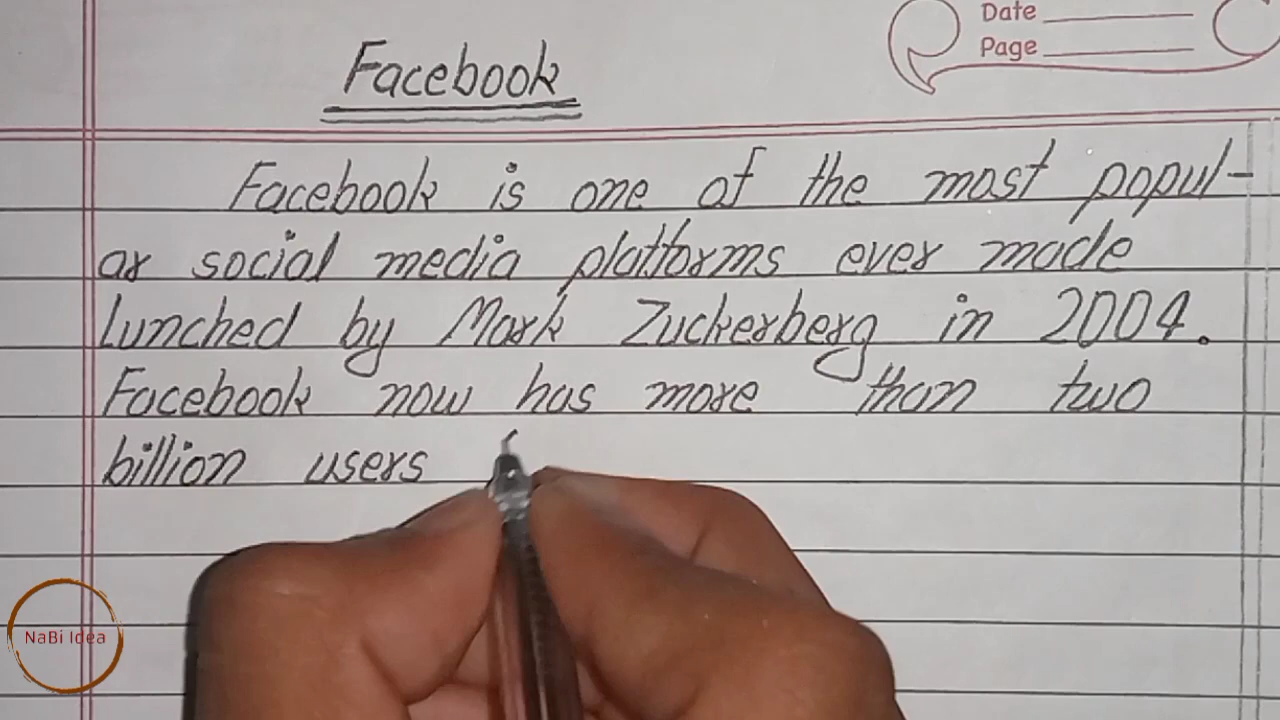 Date
Page
Facebook
Facebook is one of the most popul-
ar social media platforms ever made
lunched by Mark Zuckerberg in 2004.
Facebook now has more than two
billion users
NaBi Idea